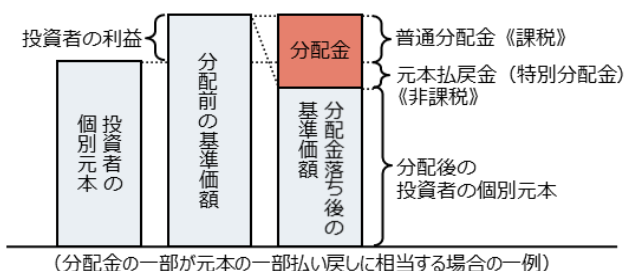 投資者の利益
分配金
普通分配金《課税》
元本払戻金（特別分配金）
《非課税》
投資者の
個別元本
分配前の基準価額
分配金落ち後の
基準価額
分配後の
投資者の個別元本
（分配金の一部が元本の一部払い戻しに相当する場合の一例）